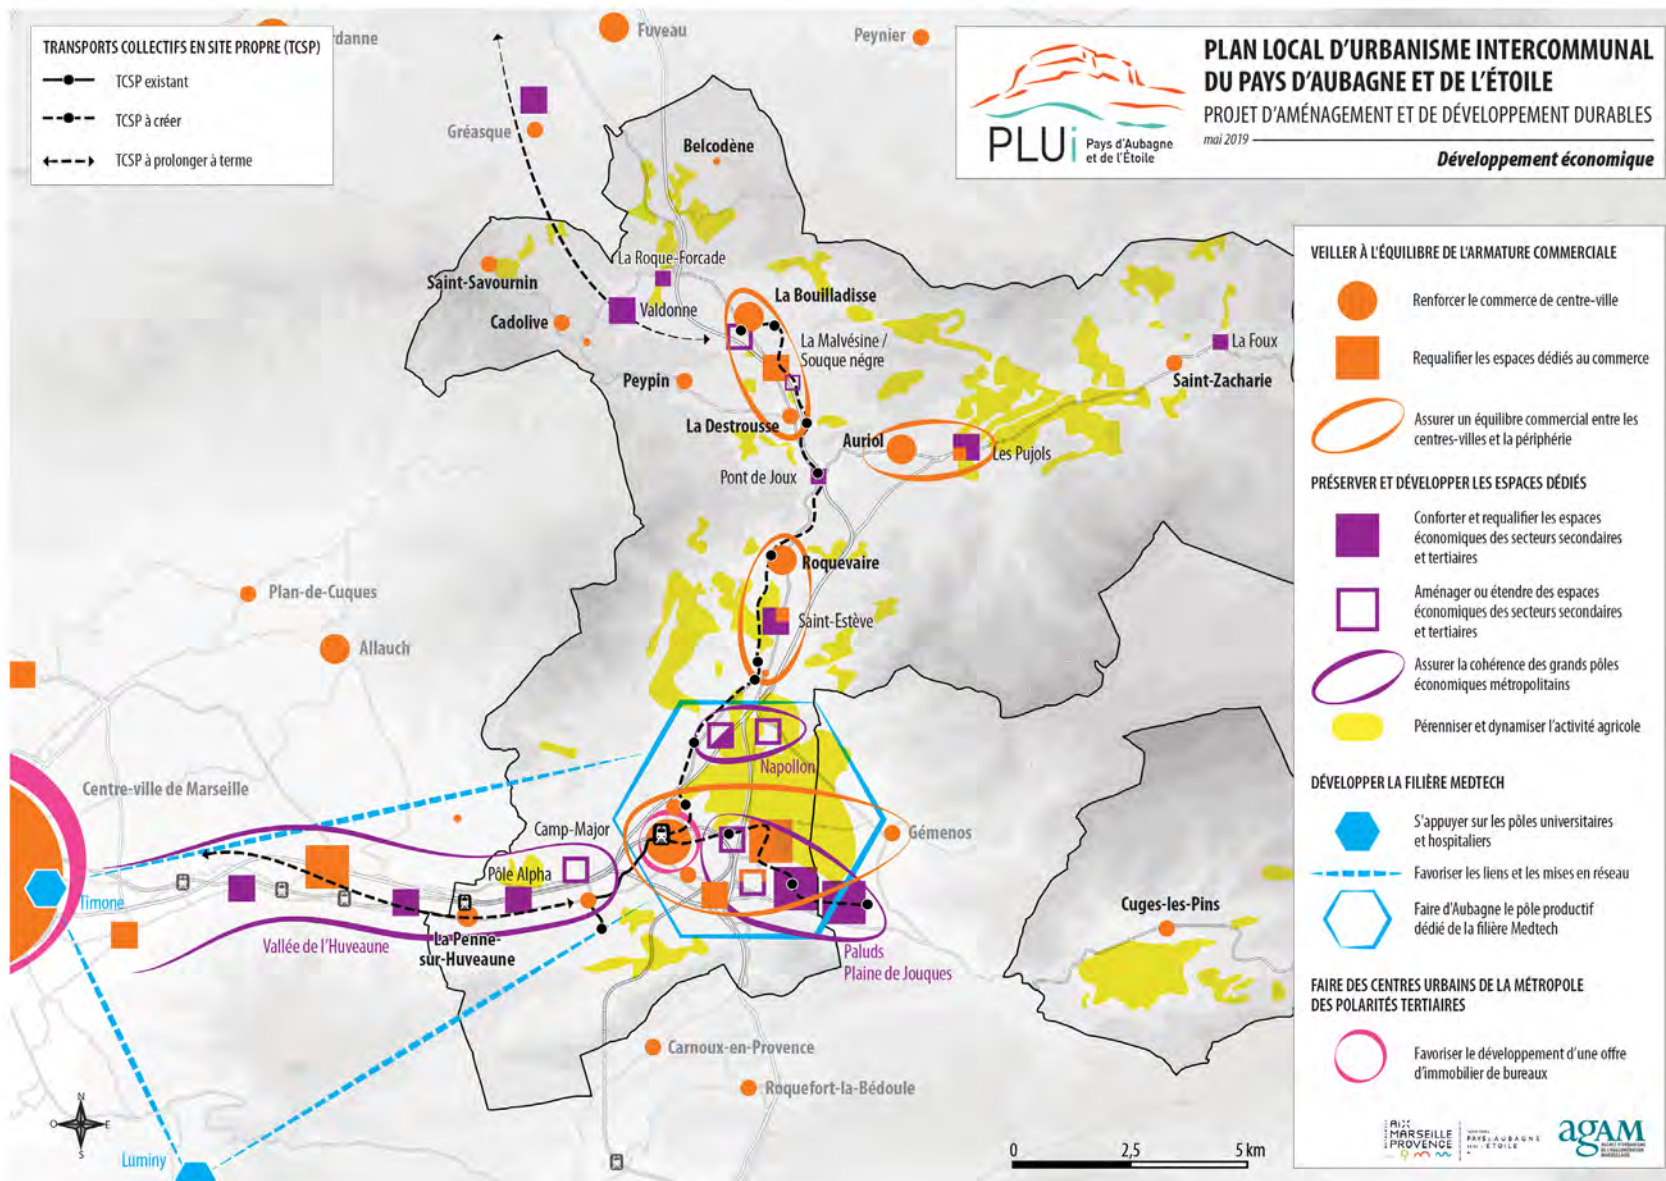 TRANSPORTS COLLECTIFS EN SITE PROPRE (TCSP)
TCSP existant
TCSP à créer
TCSP à prolonger à terme
PLAN LOCAL D'URBANISME INTERCOMMUNAL
DU PAYS D'AUBAGNE ET DE L'ÉTOILE
PROJET D'AMÉNAGEMENT ET DE DÉVELOPPEMENT DURABLES
mai 2019
Développement économique
PLUi Pays d'Aubagne
et de l'Étoile
rdanne
Fuveau
Peynier
Gréasque
Belcodène
La Roque-Forcade
Saint-Savournin
Valdonne
La Bouilladisse
Cadolive
La Malvésine /
Souque nègre
La Foux
Peypin
Saint-Zacharie
La Destrousse
Auriol
Les Pujols
Pont de Joux
Roquevaire
Plan-de-Cuques
Saint-Estève
Allauch
Napollon
Centre-ville de Marseille
Camp-Major
Gémenos
Pôle Alpha
Timone
Vallée de l'Huveaune
La Penne-
sur-Huveaune
Paluds
Plaine de Jouques
Cuges-les-Pins
Carnoux-en-Provence
Roquefort-la-Bédoule
Luminy
N
O
E
S
0 2,5 5 km
VEILLER À L'ÉQUILIBRE DE L'ARMATURE COMMERCIALE
Renforcer le commerce de centre-ville
Requalifier les espaces dédiés au commerce
Assurer un équilibre commercial entre les
centres-villes et la périphérie
PRÉSERVER ET DÉVELOPPER LES ESPACES DÉDIÉS
Conforter et requalifier les espaces
économiques des secteurs secondaires
et tertiaires
Aménager ou étendre des espaces
économiques des secteurs secondaires
et tertiaires
Assurer la cohérence des grands pôles
économiques métropolitains
Pérenniser et dynamiser l'activité agricole
DÉVELOPPER LA FILIÈRE MEDTECH
S'appuyer sur les pôles universitaires
et hospitaliers
Favoriser les liens et les mises en réseau
Faire d'Aubagne le pôle productif
dédié de la filière Medtech
FAIRE DES CENTRES URBAINS DE LA MÉTROPOLE
DES POLARITÉS TERTIAIRES
Favoriser le développement d'une offre
d'immobilier de bureaux
AIX
MARSEILLE
PROVENCE
PAYS D'AUBAGNE
ET DE L'ÉTOILE
agAM